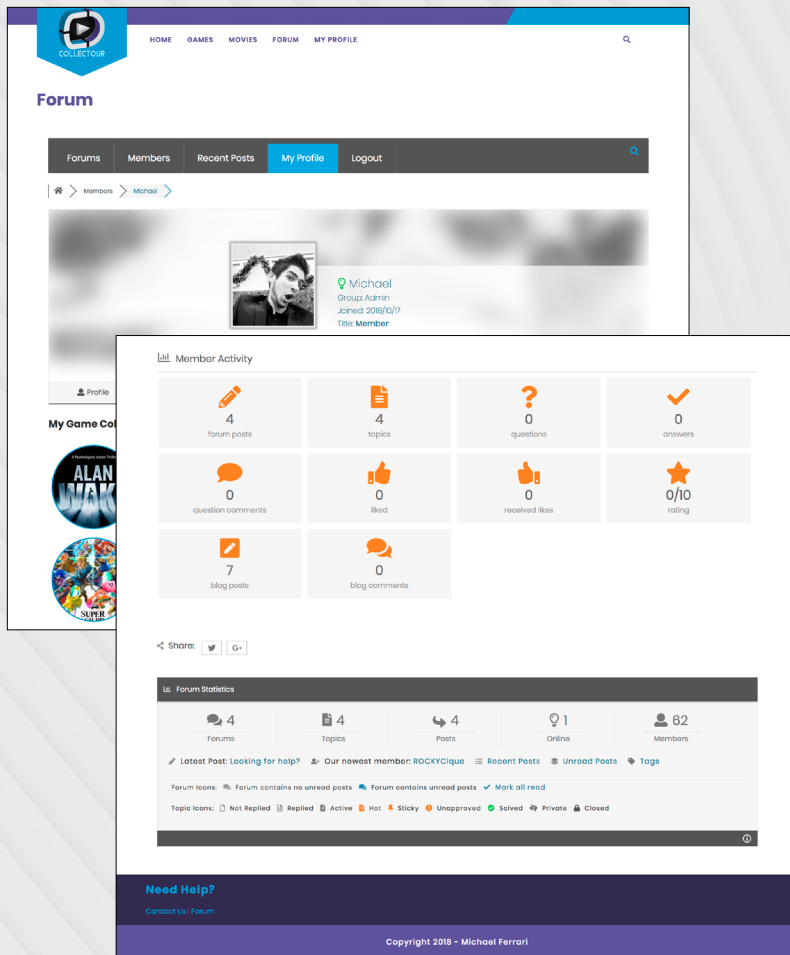 COLLECTOUR
HOME GAMES MOVIES FORUM MY PROFILE
Forum
Forums Members Recent Posts My Profile Logout
Members Michael
Michael
Group: Admin
Joined: 2018/10/17
Title: Member
Profile
My Game Col
A Psychological Action Thril
ALAN
WAK
SUPER
Member Activity
4
forum posts
4
topics
0
questions
0
answers
0
question comments
0
liked
0
received likes
0/10
rating
7
blog posts
0
blog comments
Share: G+
Forum Statistics
4 4 4 1 62
Forums Topics Posts Online Members
Latest Post: Looking for help? Our newest member: ROCKYCique Recent Posts Unread Posts Tags
Forum Icons: Forum contains no unread posts Forum contains unread posts Mark all read
Topic Icons: Not Replied Replied Active Hot Sticky Unapproved Solved Private Closed
Need Help?
Contact Us | Forum
Copyright 2018 - Michael Ferrari